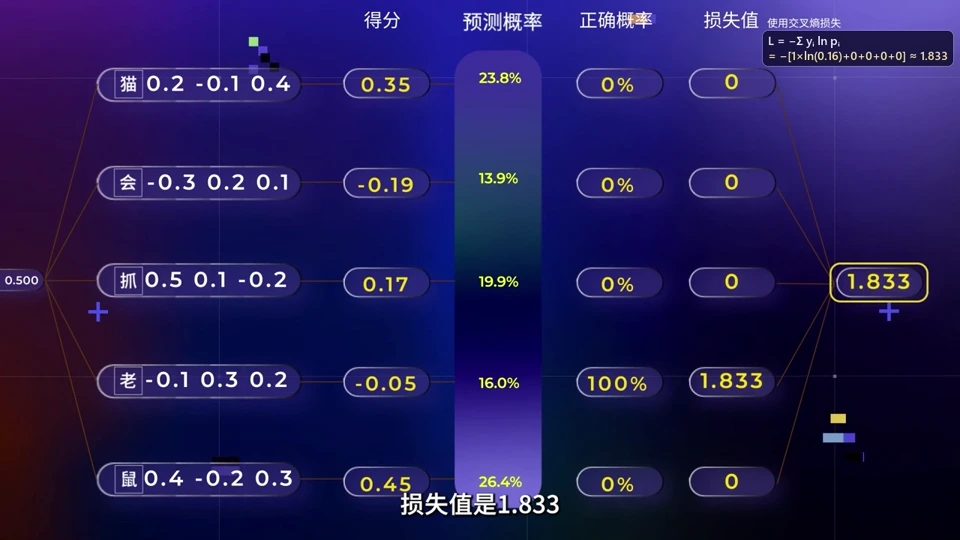 得分 预测概率 正确概率 损失值 使用交叉熵损失
L = −Σ yᵢ ln pᵢ
= −[1×ln(0.16)+0+0+0+0] ≈ 1.833
猫 0.2 -0.1 0.4 0.35 23.8% 0% 0
会 -0.3 0.2 0.1 -0.19 13.9% 0% 0
0.500 抓 0.5 0.1 -0.2 0.17 19.9% 0% 0 1.833
老 -0.1 0.3 0.2 -0.05 16.0% 100% 1.833
鼠 0.4 -0.2 0.3 0.45 26.4% 0% 0
损失值是1.833